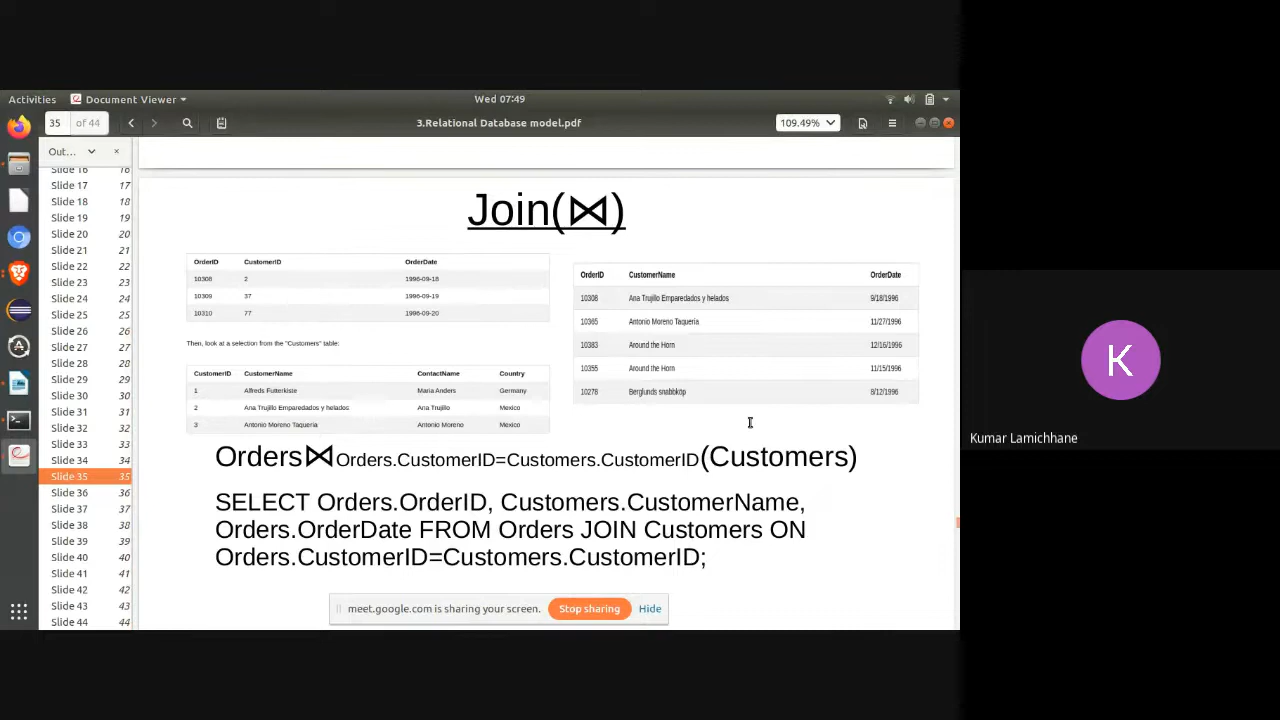 Activities Document Viewer Wed 07:49
35 of 44 3.Relational Database model.pdf 109.49%
Out... ×
Slide 16 16
Slide 17 17
Slide 18 18
Slide 19 19
Slide 20 20
Slide 21 21
Slide 22 22
Slide 23 23
Slide 24 24
Slide 25 25
Slide 26 26
Slide 27 27
Slide 28 28
Slide 29 29
Slide 30 30
Slide 31 31
Slide 32 32
Slide 33 33
Slide 34 34
Slide 35 35
Slide 36 36
Slide 37 37
Slide 38 38
Slide 39 39
Slide 40 40
Slide 41 41
Slide 42 42
Slide 43 43
Slide 44 44
Join(⋈)
OrderID CustomerID OrderDate
10308 2 1996-09-18
10309 37 1996-09-19
10310 77 1996-09-20
Then, look at a selection from the "Customers" table:
CustomerID CustomerName ContactName Country
1 Alfreds Futterkiste Maria Anders Germany
2 Ana Trujillo Emparedados y helados Ana Trujillo Mexico
3 Antonio Moreno Taquería Antonio Moreno Mexico
OrderID CustomerName OrderDate
10308 Ana Trujillo Emparedados y helados 9/18/1996
10365 Antonio Moreno Taquería 11/27/1996
10383 Around the Horn 12/16/1996
10355 Around the Horn 11/15/1996
10278 Berglunds snabbköp 8/12/1996
Orders⋈Orders.CustomerID=Customers.CustomerID(Customers)
SELECT Orders.OrderID, Customers.CustomerName,
Orders.OrderDate FROM Orders JOIN Customers ON
Orders.CustomerID=Customers.CustomerID;
meet.google.com is sharing your screen. Stop sharing Hide
K
Kumar Lamichhane